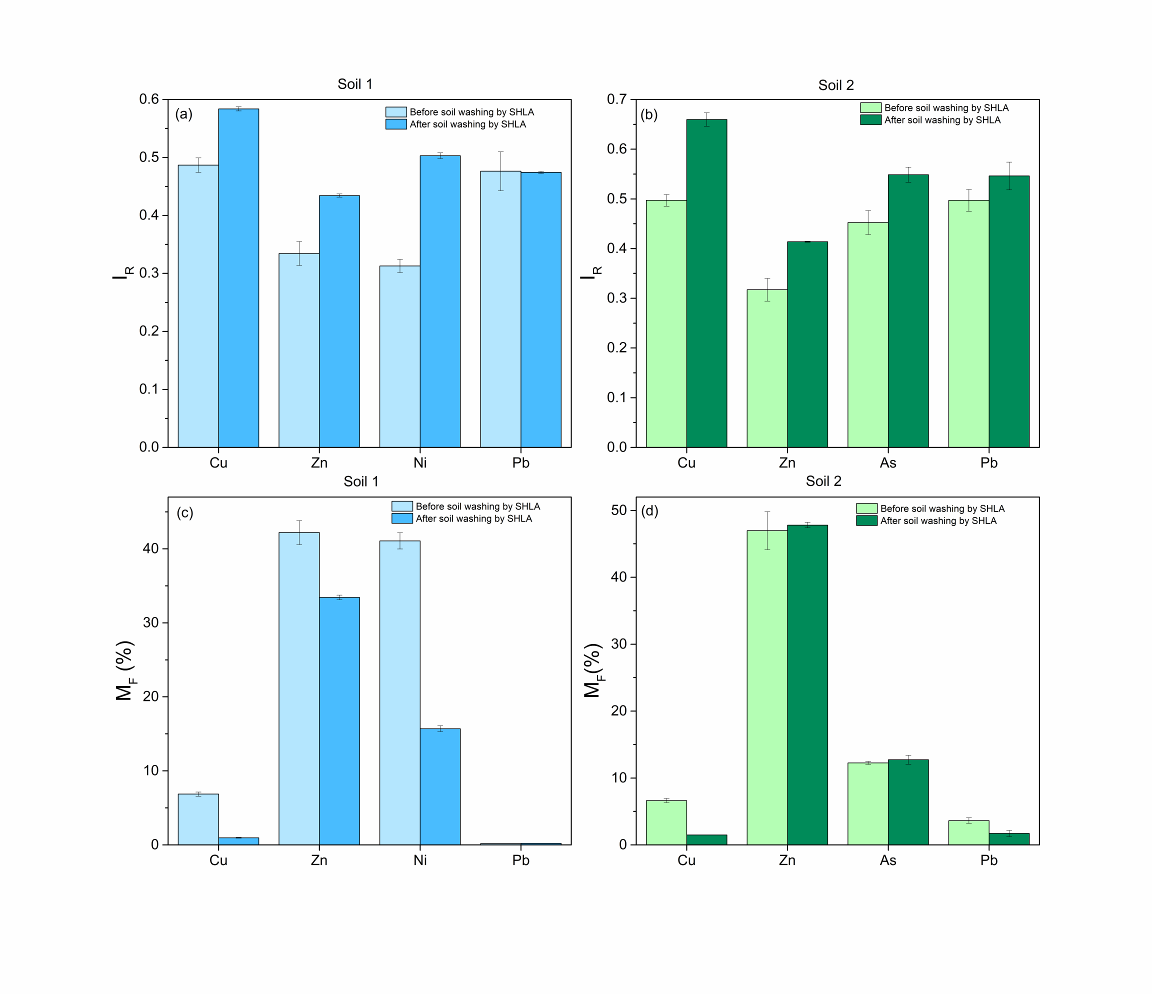 Soil 1
(a)
Before soil washing by SHLA
After soil washing by SHLA
0.6
0.5
0.4
0.3
0.2
0.1
0.0
I_R
Cu Zn Ni Pb
Soil 2
(b)
Before soil washing by SHLA
After soil washing by SHLA
0.7
0.6
0.5
0.4
0.3
0.2
0.1
0.0
I_R
Cu Zn As Pb
Soil 1
(c)
Before soil washing by SHLA
After soil washing by SHLA
40
30
20
10
0
M_F (%)
Cu Zn Ni Pb
Soil 2
(d)
Before soil washing by SHLA
After soil washing by SHLA
50
40
30
20
10
0
M_F(%)
Cu Zn As Pb